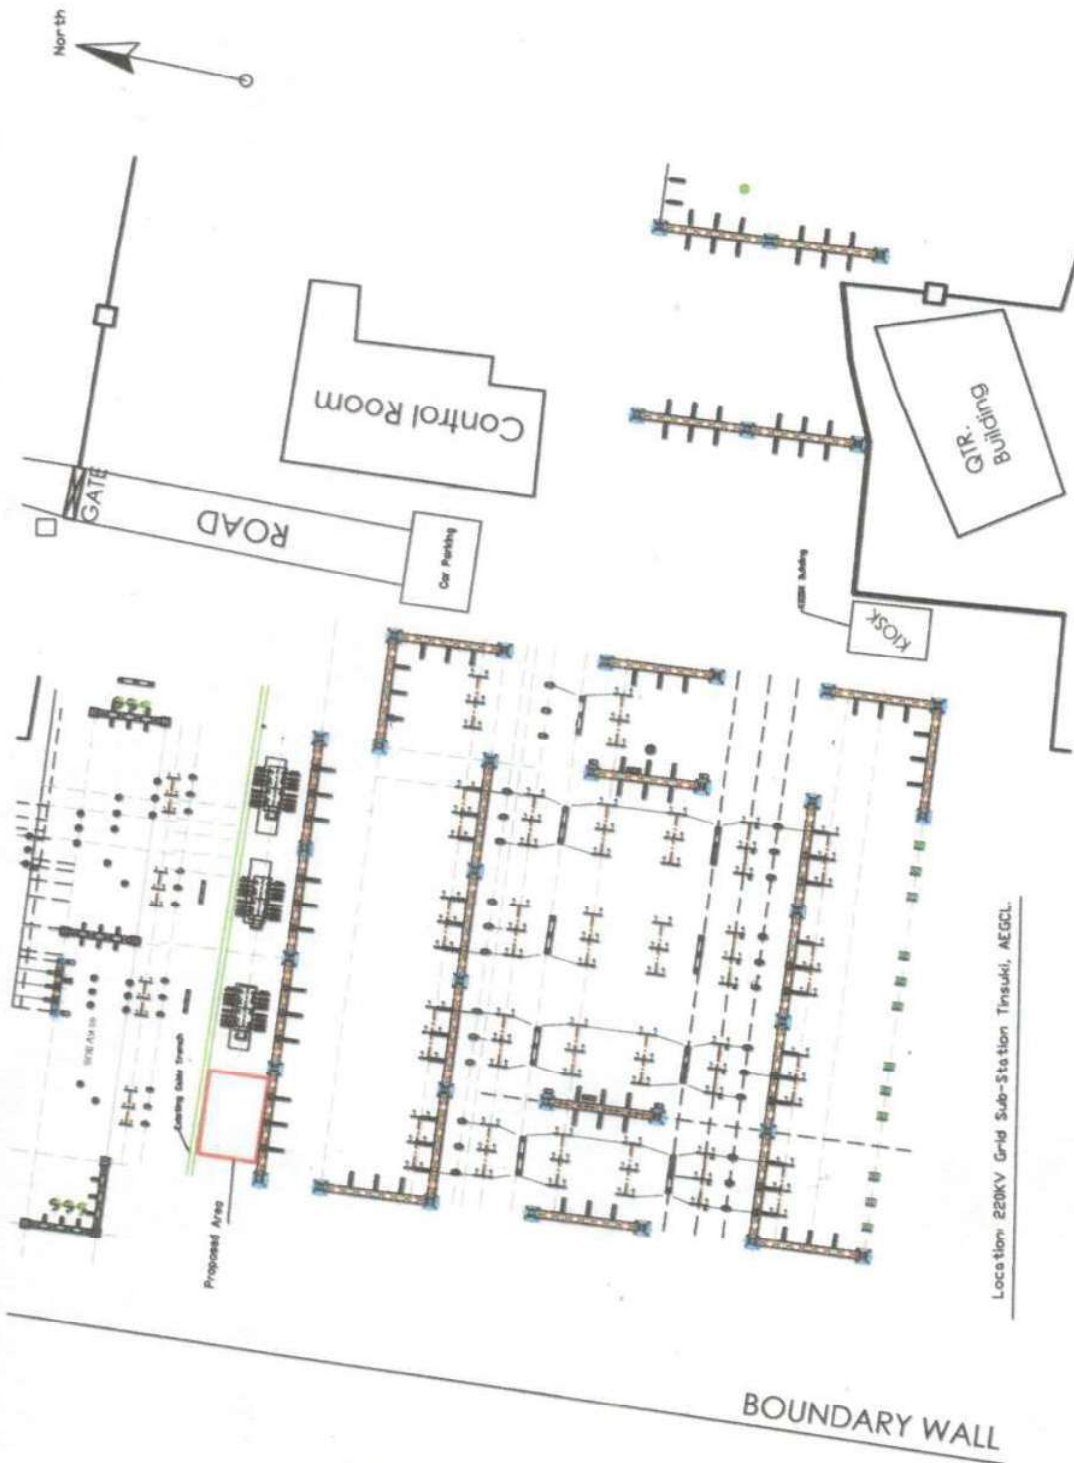 North
Control Room
GATE
ROAD
Car Parking
QTR.
Building
KIOSK
Existing Cable Trench
Proposed Area
Location: 220KV Grid Sub-Station Tinsuki, AEGCL.
BOUNDARY WALL